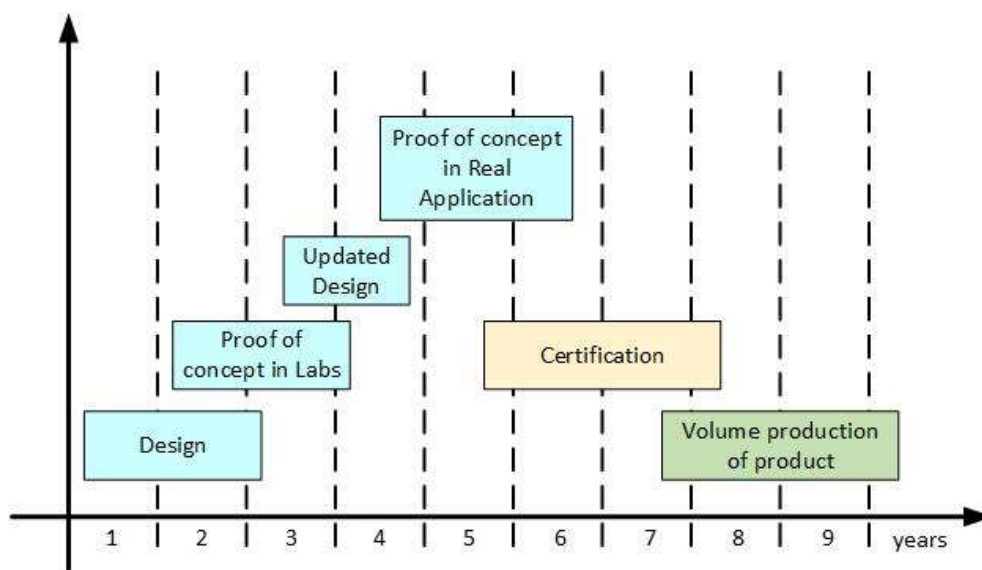 Proof of concept
in Real
Application
Updated
Design
Proof of
concept in Labs
Certification
Design
Volume production
of product
1 2 3 4 5 6 7 8 9 years